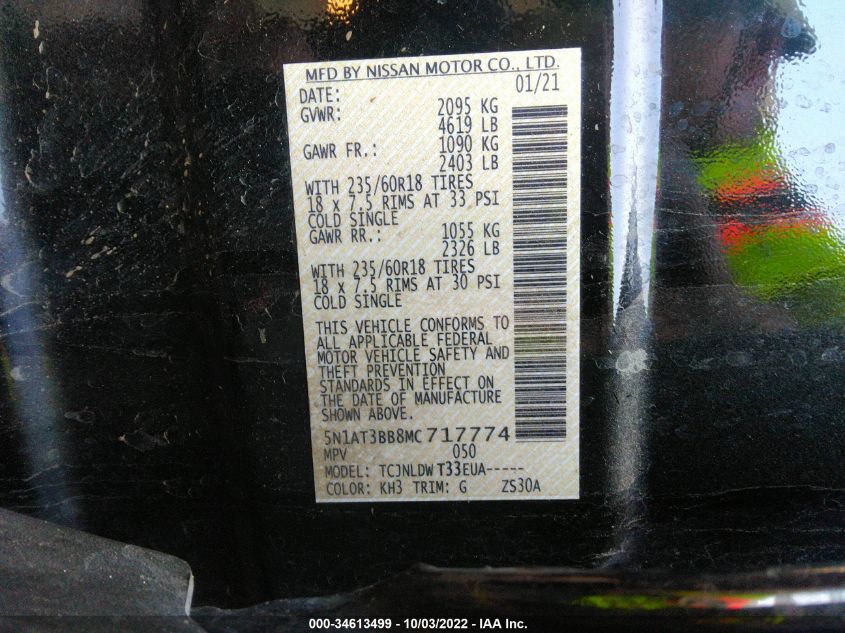 MFD BY NISSAN MOTOR CO., LTD.
DATE: 01/21
GVWR: 2095 KG
4619 LB
GAWR FR.: 1090 KG
2403 LB
WITH 235/60R18 TIRES
18 x 7.5 RIMS AT 33 PSI
COLD SINGLE
GAWR RR.: 1055 KG
2326 LB
WITH 235/60R18 TIRES
18 x 7.5 RIMS AT 30 PSI
COLD SINGLE
THIS VEHICLE CONFORMS TO
ALL APPLICABLE FEDERAL
MOTOR VEHICLE SAFETY AND
THEFT PREVENTION
STANDARDS IN EFFECT ON
THE DATE OF MANUFACTURE
SHOWN ABOVE.
5N1AT3BB8MC717774
MPV 050
MODEL: TCJNLDWT33EUA-----
COLOR: KH3 TRIM: G ZS30A
000-34613499 - 10/03/2022 - IAA Inc.